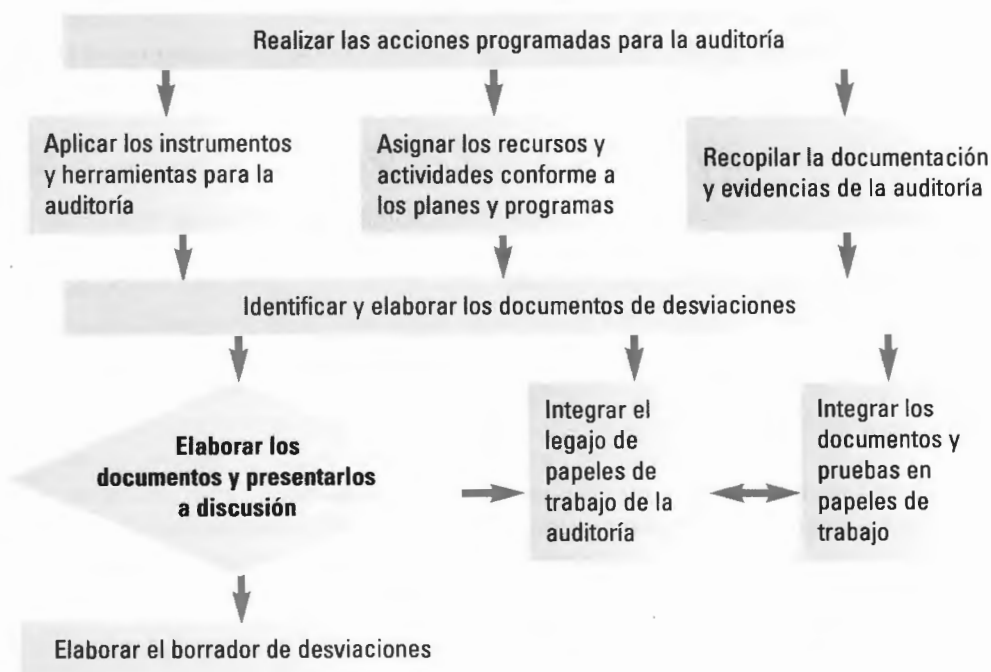 Realizar las acciones programadas para la auditoría
Aplicar los instrumentos
y herramientas para la
auditoría
Asignar los recursos y
actividades conforme a
los planes y programas
Recopilar la documentación
y evidencias de la auditoría
Identificar y elaborar los documentos de desviaciones
Elaborar los
documentos y presentarlos
a discusión
Integrar el
legajo de
papeles de
trabajo de la
auditoría
Integrar los
documentos y
pruebas en
papeles de
trabajo
Elaborar el borrador de desviaciones